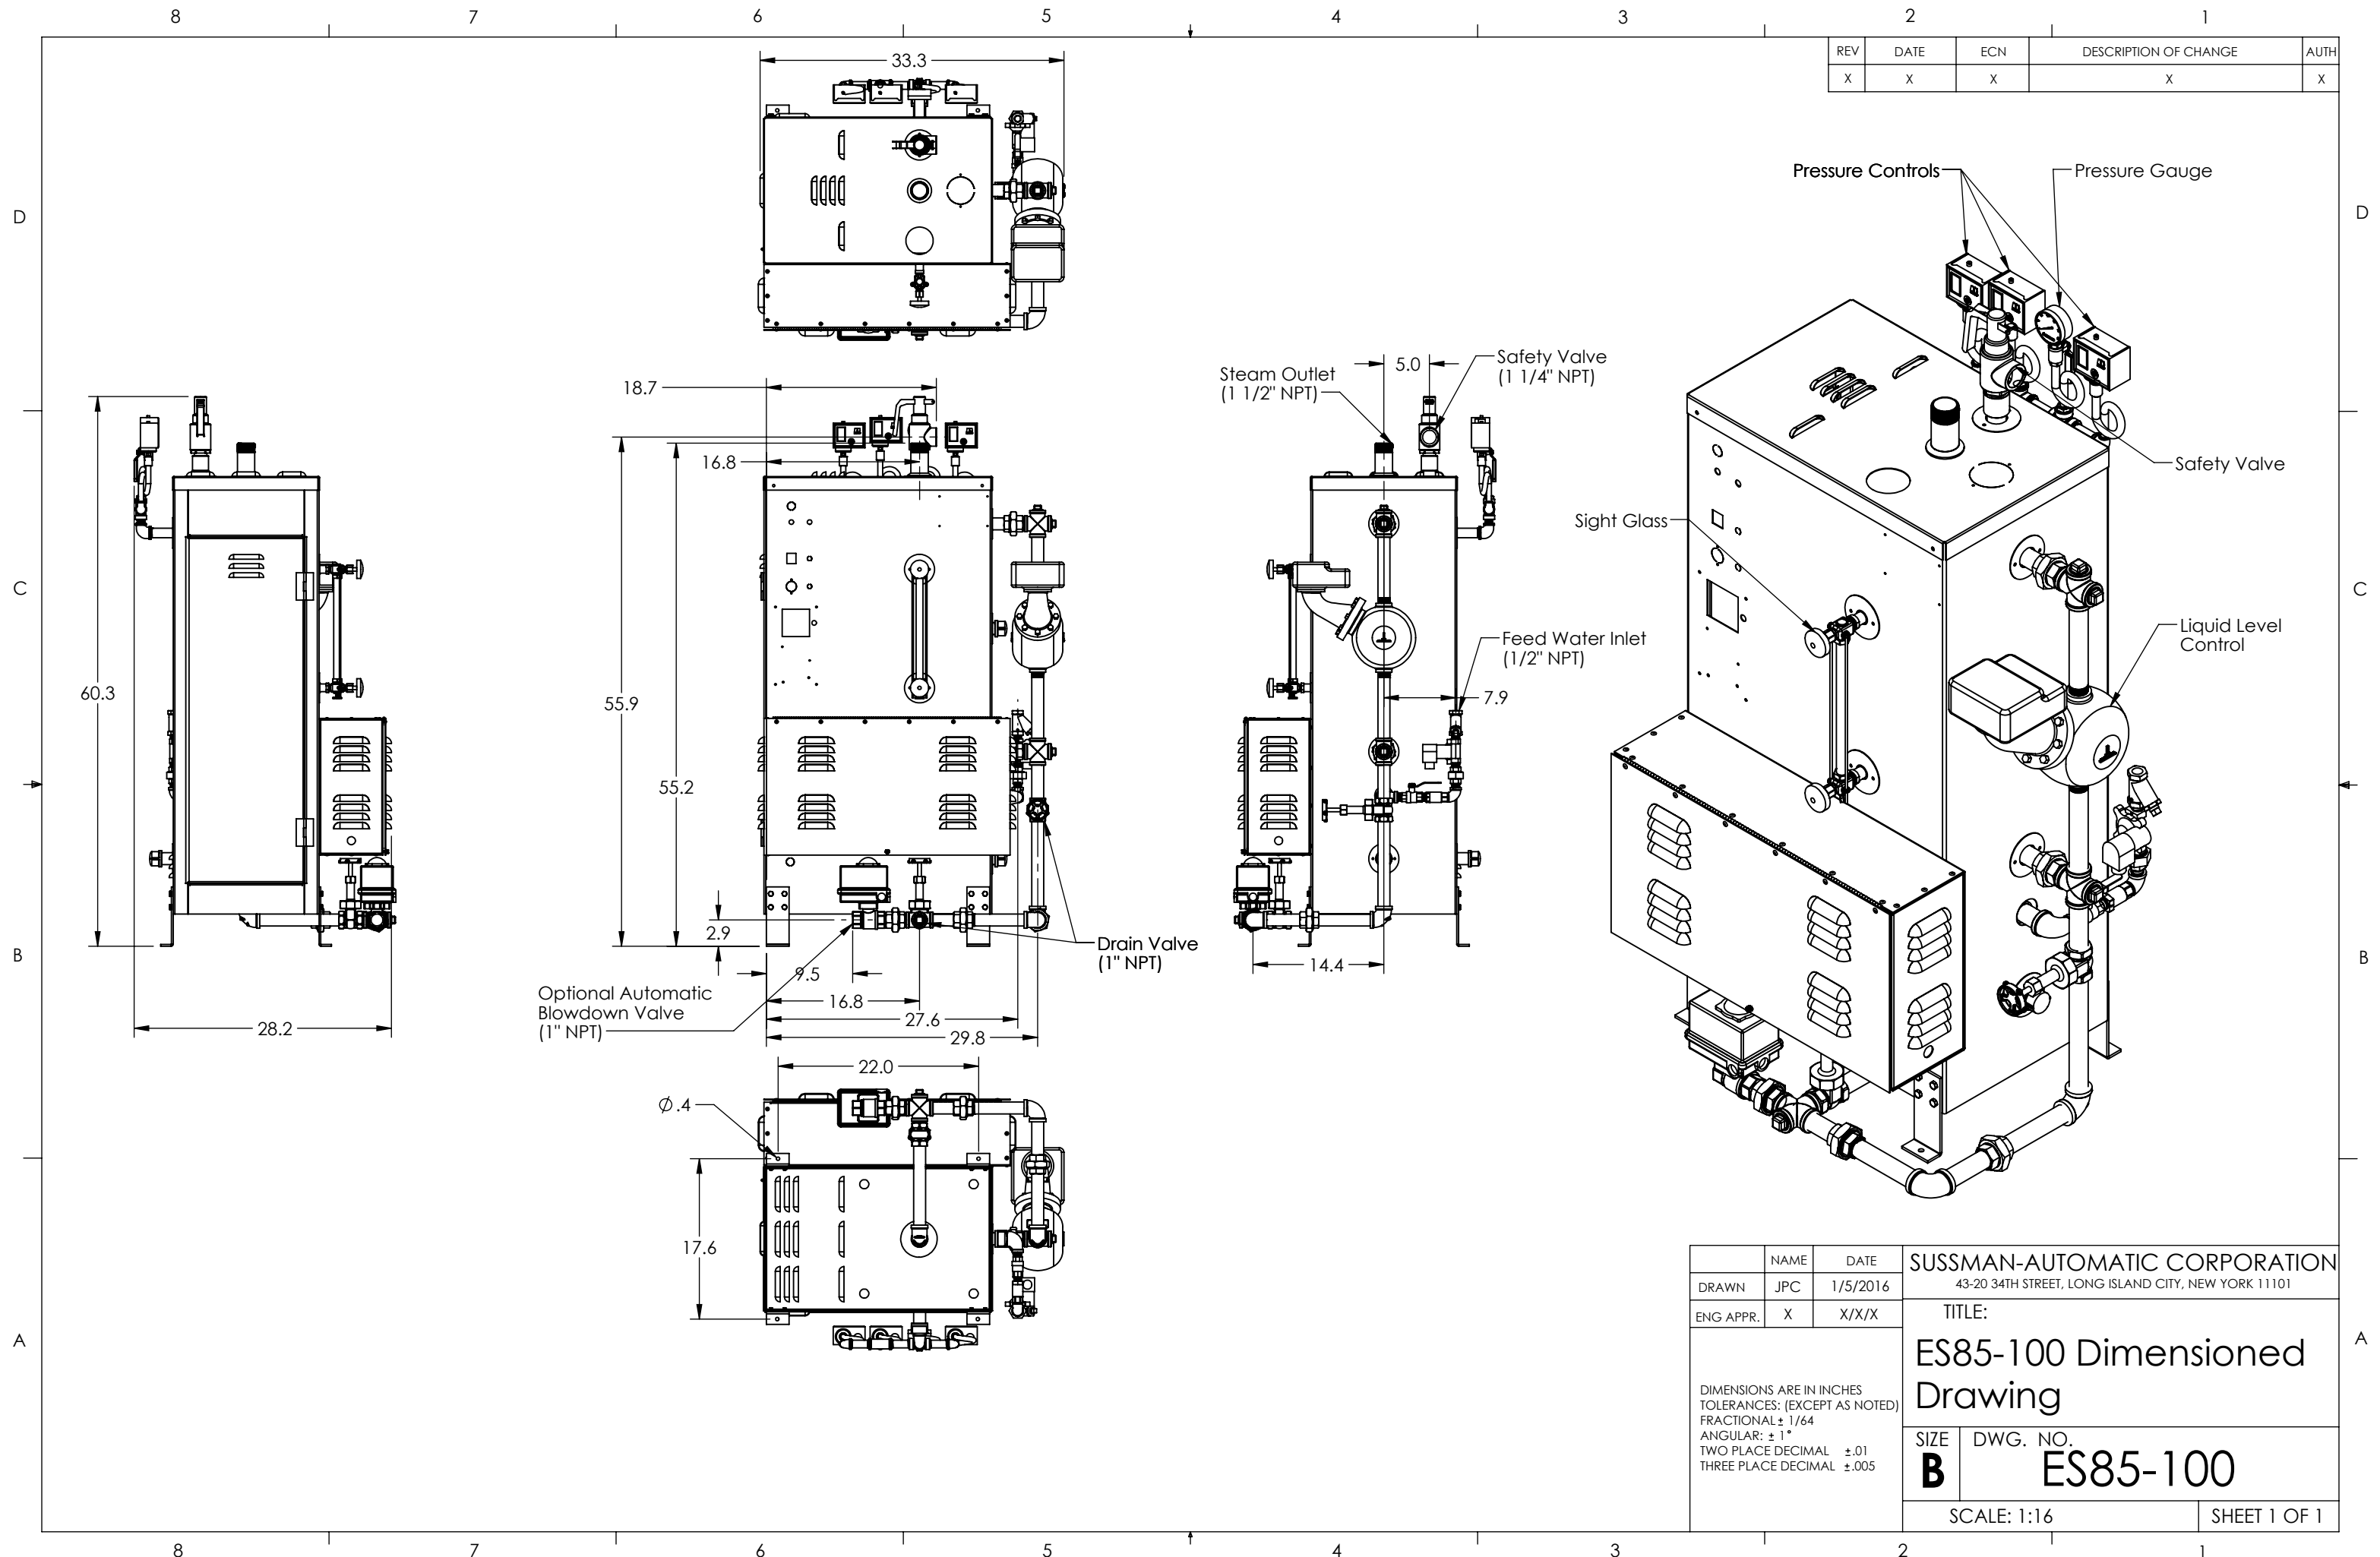 8 7 6 5 4 3 2 1
REV DATE ECN DESCRIPTION OF CHANGE AUTH
X X X X X
D
D
33.3
Pressure Controls
Pressure Gauge
Safety Valve
Sight Glass
Liquid Level
Control
18.7
16.8
Steam Outlet
(1 1/2" NPT)
5.0
Safety Valve
(1 1/4" NPT)
C
C
60.3
55.9
55.2
Feed Water Inlet
(1/2" NPT)
7.9
B
B
2.9
9.5
16.8
27.6
29.8
Drain Valve
(1" NPT)
14.4
Optional Automatic
Blowdown Valve
(1" NPT)
28.2
22.0
Ø.4
17.6
A
A
NAME DATE
DRAWN JPC 1/5/2016
ENG APPR. X X/X/X
DIMENSIONS ARE IN INCHES
TOLERANCES: (EXCEPT AS NOTED)
FRACTIONAL± 1/64
ANGULAR: ± 1°
TWO PLACE DECIMAL ±.01
THREE PLACE DECIMAL ±.005
SUSSMAN-AUTOMATIC CORPORATION
43-20 34TH STREET, LONG ISLAND CITY, NEW YORK 11101
TITLE:
ES85-100 Dimensioned
Drawing
SIZE DWG. NO.
B ES85-100
SCALE: 1:16 SHEET 1 OF 1
8 7 6 5 4 3 2 1